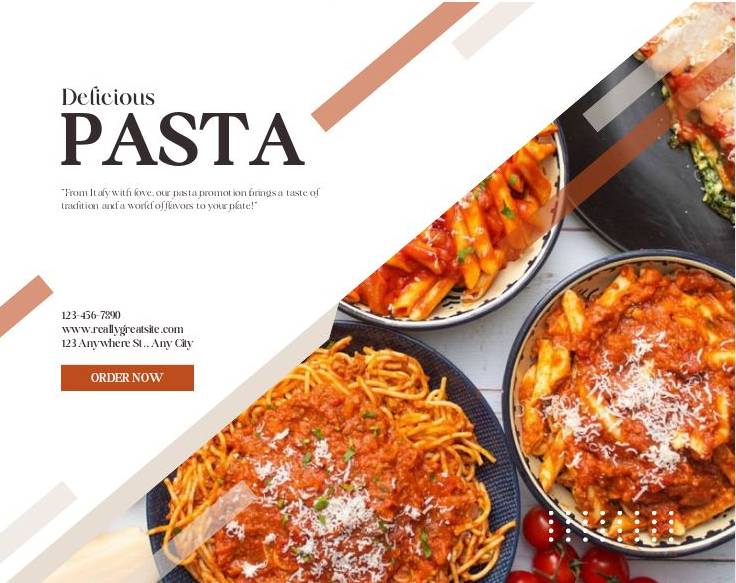 Delicious
PASTA
"From Italy with love, our pasta promotion brings a taste of
tradition and a world of flavors to your plate!"
123-456-7890
www.reallygreatsite.com
123 Anywhere St., Any City
ORDER NOW